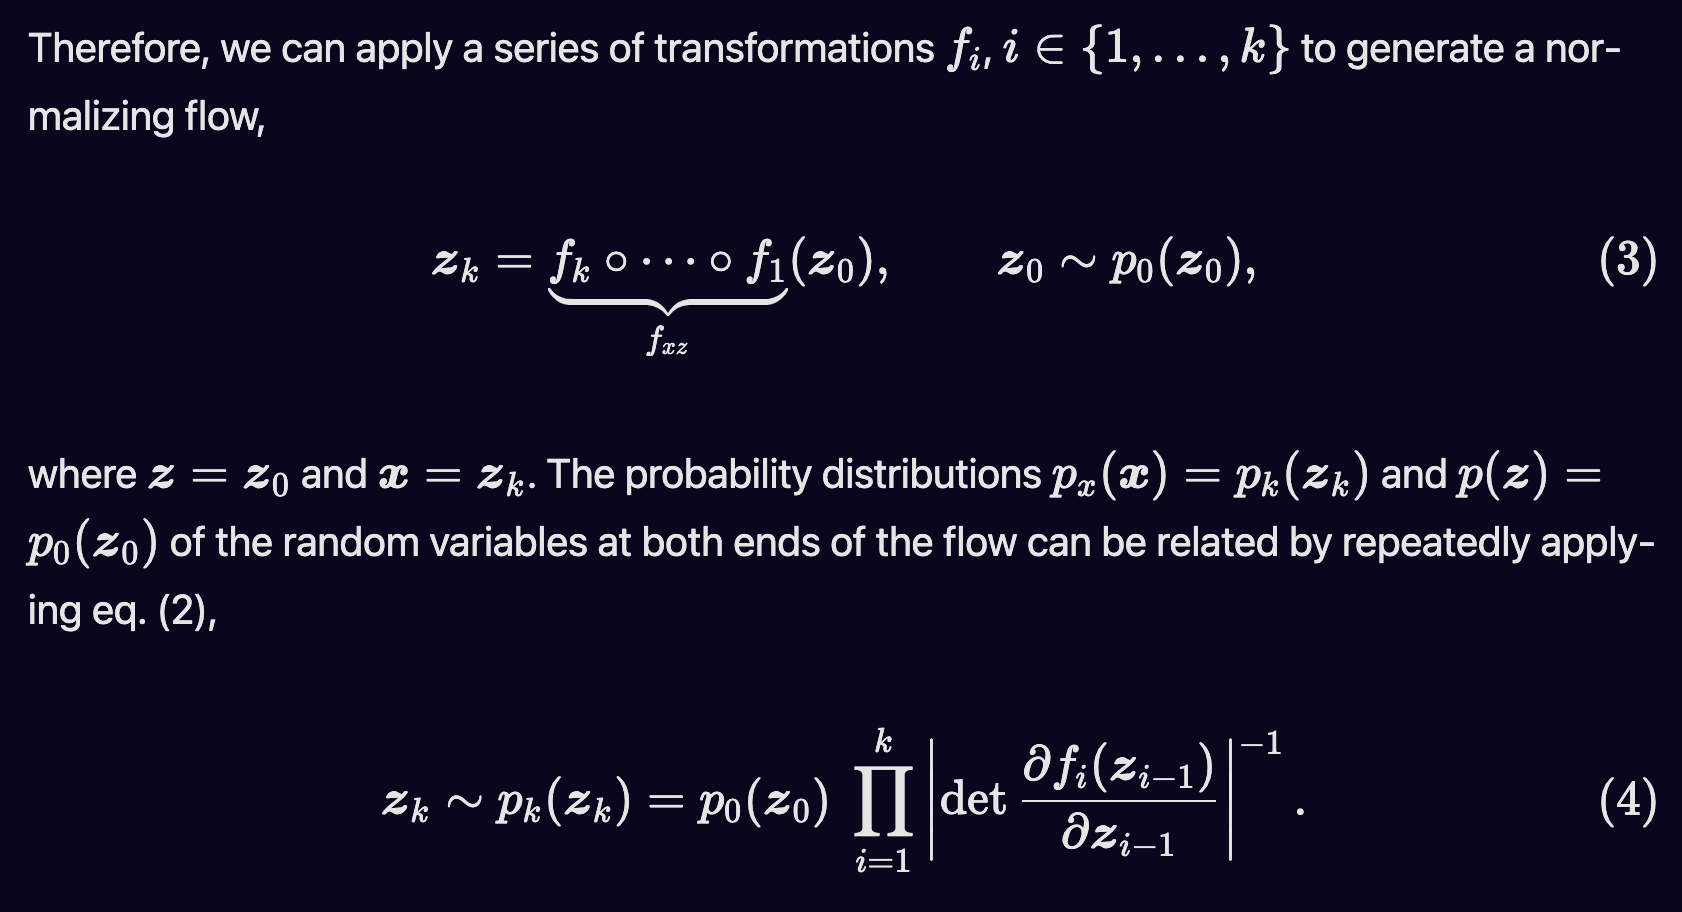 Therefore, we can apply a series of transformations $f_i, i \in \{1, \ldots, k\}$ to generate a nor-
malizing flow,
$$\boldsymbol{z}_k = \underbrace{f_k \circ \cdots \circ f_1}_{f_{xz}}(\boldsymbol{z}_0), \qquad \boldsymbol{z}_0 \sim p_0(\boldsymbol{z}_0), \tag{3}$$
where $\boldsymbol{z} = \boldsymbol{z}_0$ and $\boldsymbol{x} = \boldsymbol{z}_k$. The probability distributions $p_x(\boldsymbol{x}) = p_k(\boldsymbol{z}_k)$ and $p(\boldsymbol{z}) =$
$p_0(\boldsymbol{z}_0)$ of the random variables at both ends of the flow can be related by repeatedly apply-
ing eq. (2),
$$\boldsymbol{z}_k \sim p_k(\boldsymbol{z}_k) = p_0(\boldsymbol{z}_0) \prod_{i=1}^{k} \left| \det \frac{\partial f_i(\boldsymbol{z}_{i-1})}{\partial \boldsymbol{z}_{i-1}} \right|^{-1}. \tag{4}$$